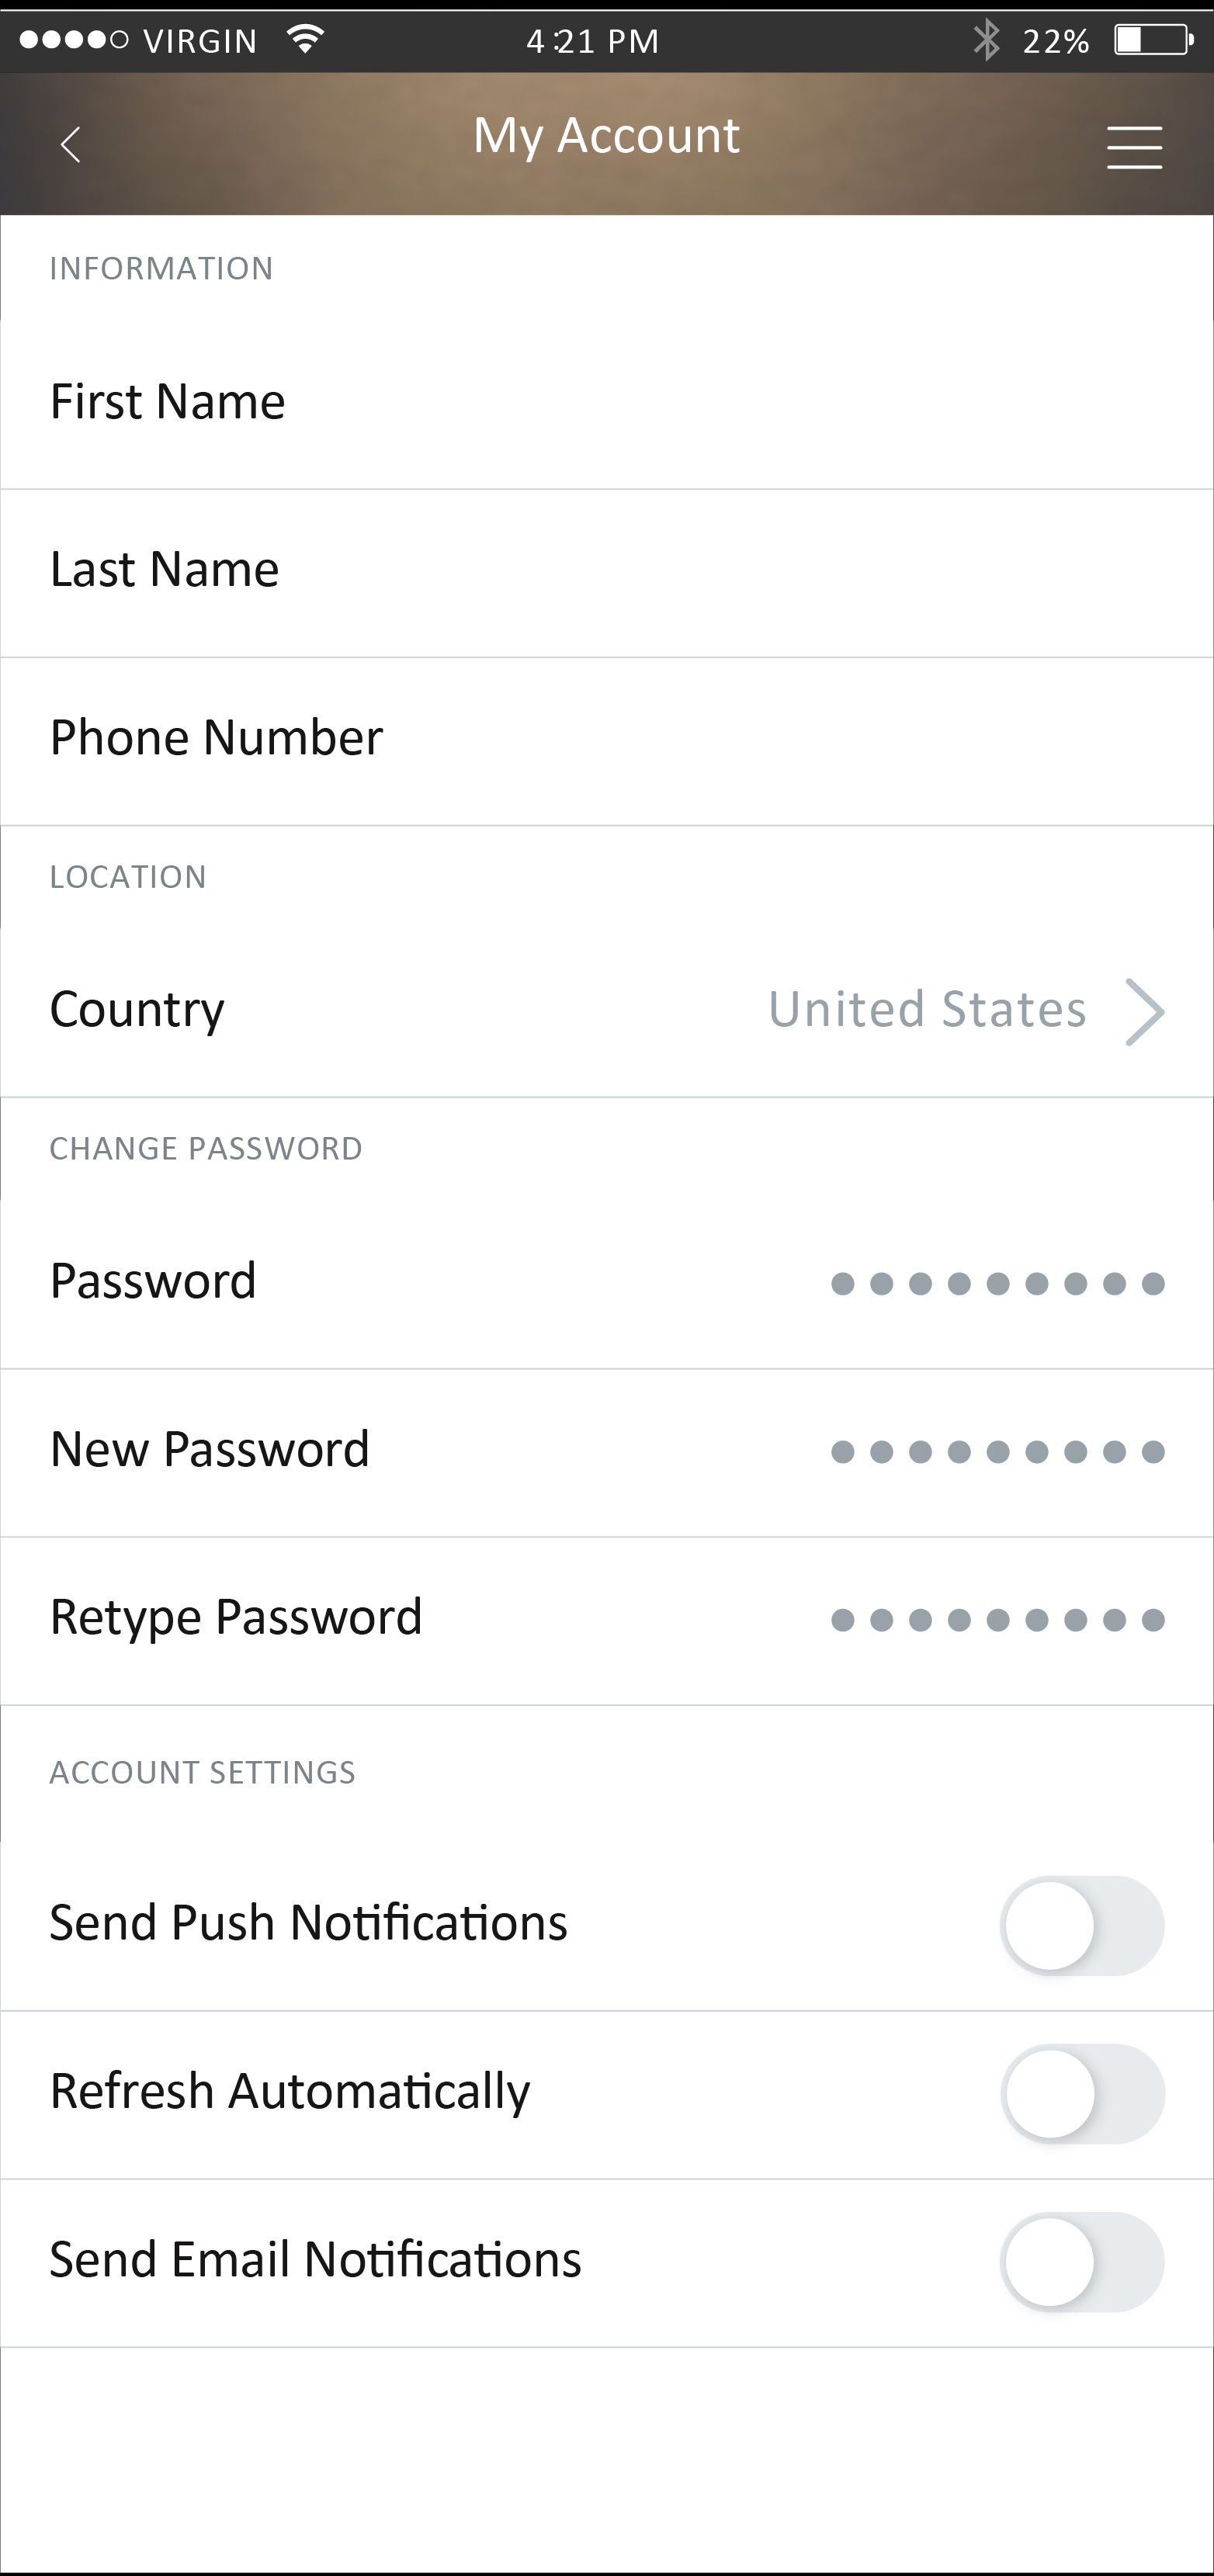 VIRGIN 4:21 PM 22%
My Account
INFORMATION
First Name
Last Name
Phone Number
LOCATION
Country United States
CHANGE PASSWORD
Password
New Password
Retype Password
ACCOUNT SETTINGS
Send Push Notifications
Refresh Automatically
Send Email Notifications